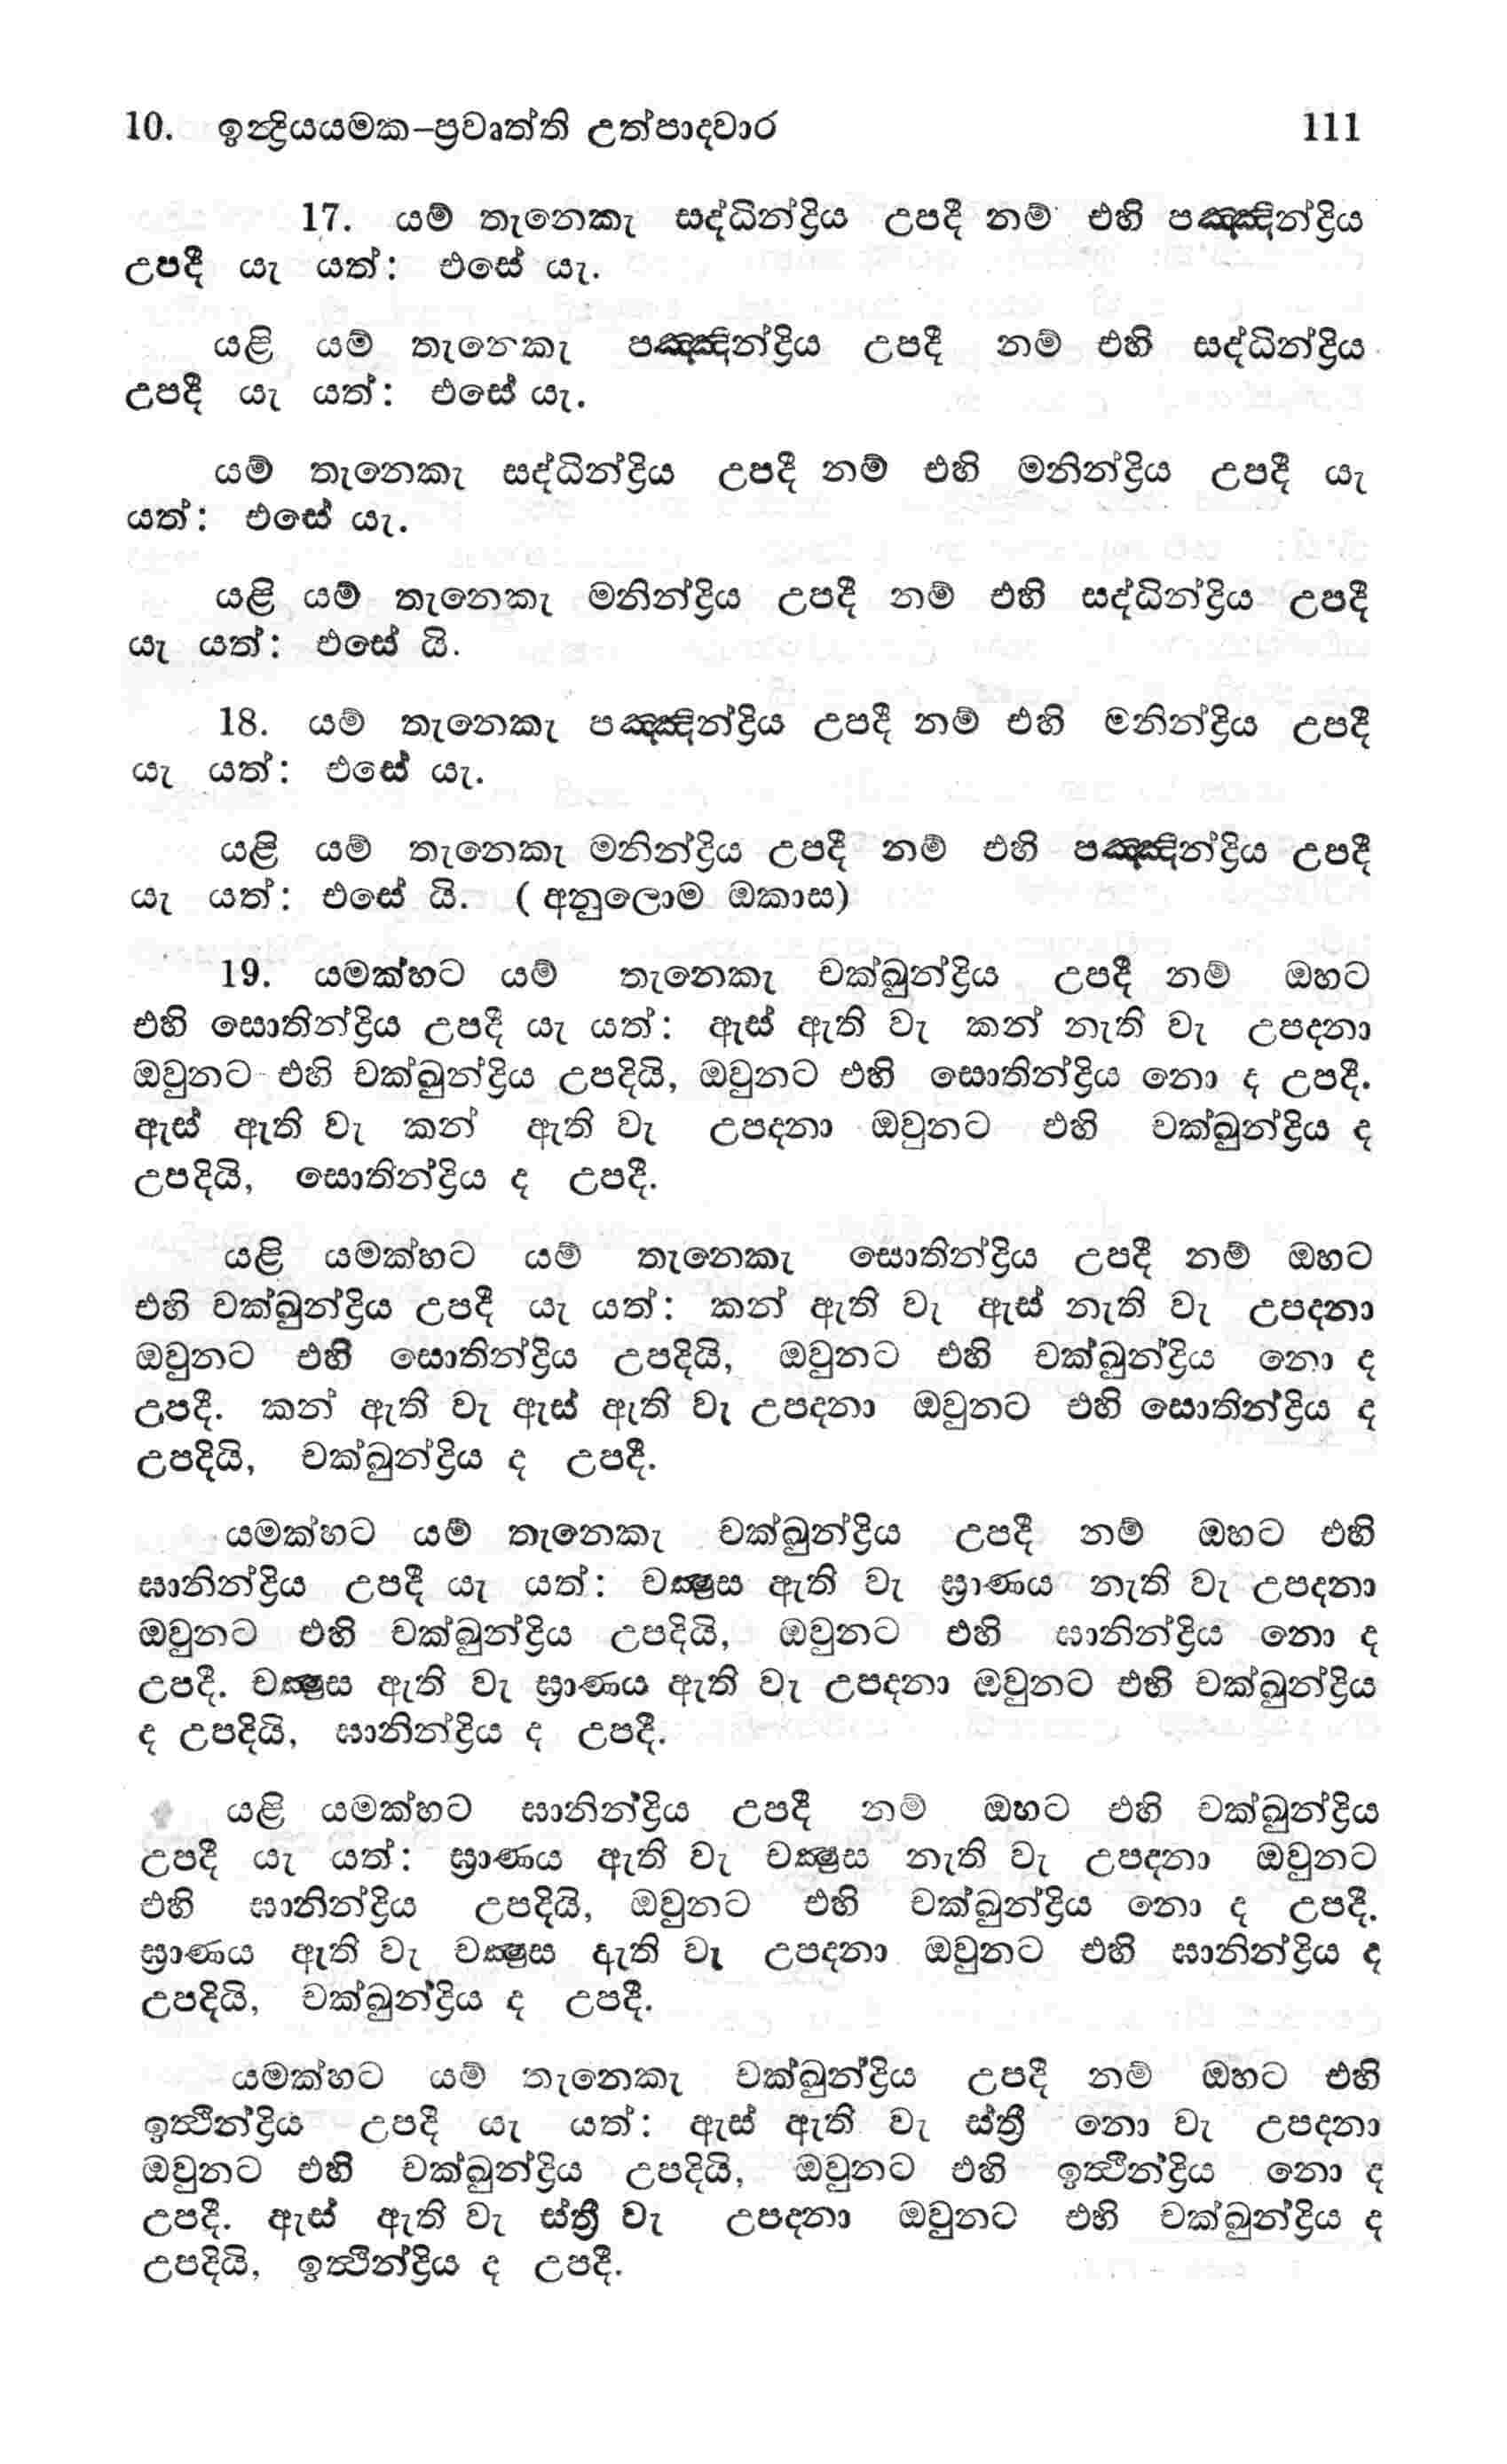 10. ඉන්‍ද්‍රියයමක-ප්‍රවෘත්ති උත්පාදවාර 111
17. යම් තැනෙකැ සද්ධින්ද්‍රිය උපදී නම් එහි පඤ්ඤින්ද්‍රිය
උපදී යැ යත්: එසේ යැ.
යළි යම් තැනෙකැ පඤ්ඤින්ද්‍රිය උපදී නම් එහි සද්ධින්ද්‍රිය
උපදී යැ යත්: එසේ යැ.
යම් තැනෙකැ සද්ධින්ද්‍රිය උපදී නම් එහි මනින්ද්‍රිය උපදී යැ
යත්: එසේ යැ.
යළි යම් තැනෙකැ මනින්ද්‍රිය උපදී නම් එහි සද්ධින්ද්‍රිය උපදී
යැ යත්: එසේ යි.
18. යම් තැනෙකැ පඤ්ඤින්ද්‍රිය උපදී නම් එහි මනින්ද්‍රිය උපදී
යැ යත්: එසේ යැ.
යළි යම් තැනෙකැ මනින්ද්‍රිය උපදී නම් එහි පඤ්ඤින්ද්‍රිය උපදී
යැ යත්: එසේ යි. (අනුලොම ඔකාස)
19. යමක්හට යම් තැනෙකැ චක්ඛුන්ද්‍රිය උපදී නම් ඔහට
එහි සොතින්ද්‍රිය උපදී යැ යත්: ඇස් ඇති වැ කන් නැති වැ උපදනා
ඔවුනට එහි චක්ඛුන්ද්‍රිය උපදියි, ඔවුනට එහි සොතින්ද්‍රිය නො ද උපදී.
ඇස් ඇති වැ කන් ඇති වැ උපදනා ඔවුනට එහි චක්ඛුන්ද්‍රිය ද
උපදියි, සොතින්ද්‍රිය ද උපදී.
යළි යමක්හට යම් තැනෙකැ සොතින්ද්‍රිය උපදී නම් ඔහට
එහි චක්ඛුන්ද්‍රිය උපදී යැ යත්: කන් ඇති වැ ඇස් නැති වැ උපදනා
ඔවුනට එහි සොතින්ද්‍රිය උපදියි, ඔවුනට එහි චක්ඛුන්ද්‍රිය නො ද
උපදී. කන් ඇති වැ ඇස් ඇති වැ උපදනා ඔවුනට එහි සොතින්ද්‍රිය ද
උපදියි, චක්ඛුන්ද්‍රිය ද උපදී.
යමක්හට යම් තැනෙකැ චක්ඛුන්ද්‍රිය උපදී නම් ඔහට එහි
ඝානින්ද්‍රිය උපදී යැ යත්: චක්‍ෂුස ඇති වැ ඝ්‍රාණය නැති වැ උපදනා
ඔවුනට එහි චක්ඛුන්ද්‍රිය උපදියි, ඔවුනට එහි ඝානින්ද්‍රිය නො ද
උපදී. චක්‍ෂුස ඇති වැ ඝ්‍රාණය ඇති වැ උපදනා ඔවුනට එහි චක්ඛුන්ද්‍රිය
ද උපදියි, ඝානින්ද්‍රිය ද උපදී.
යළි යමක්හට ඝානින්ද්‍රිය උපදී නම් ඔහට එහි චක්ඛුන්ද්‍රිය
උපදී යැ යත්: ඝ්‍රාණය ඇති වැ චක්‍ෂුස නැති වැ උපදනා ඔවුනට
එහි ඝානින්ද්‍රිය උපදියි, ඔවුනට එහි චක්ඛුන්ද්‍රිය නො ද උපදී.
ඝ්‍රාණය ඇති වැ චක්‍ෂුස ඇති වැ උපදනා ඔවුනට එහි ඝානින්ද්‍රිය ද
උපදියි, චක්ඛුන්ද්‍රිය ද උපදී.
යමක්හට යම් තැනෙකැ චක්ඛුන්ද්‍රිය උපදී නම් ඔහට එහි
ඉත්‍ථින්ද්‍රිය උපදී යැ යත්: ඇස් ඇති වැ ස්ත්‍රී නො වැ උපදනා
ඔවුනට එහි චක්ඛුන්ද්‍රිය උපදියි, ඔවුනට එහි ඉත්‍ථින්ද්‍රිය නො ද
උපදී. ඇස් ඇති වැ ස්ත්‍රී වැ උපදනා ඔවුනට එහි චක්ඛුන්ද්‍රිය ද
උපදියි, ඉත්‍ථින්ද්‍රිය ද උපදී.